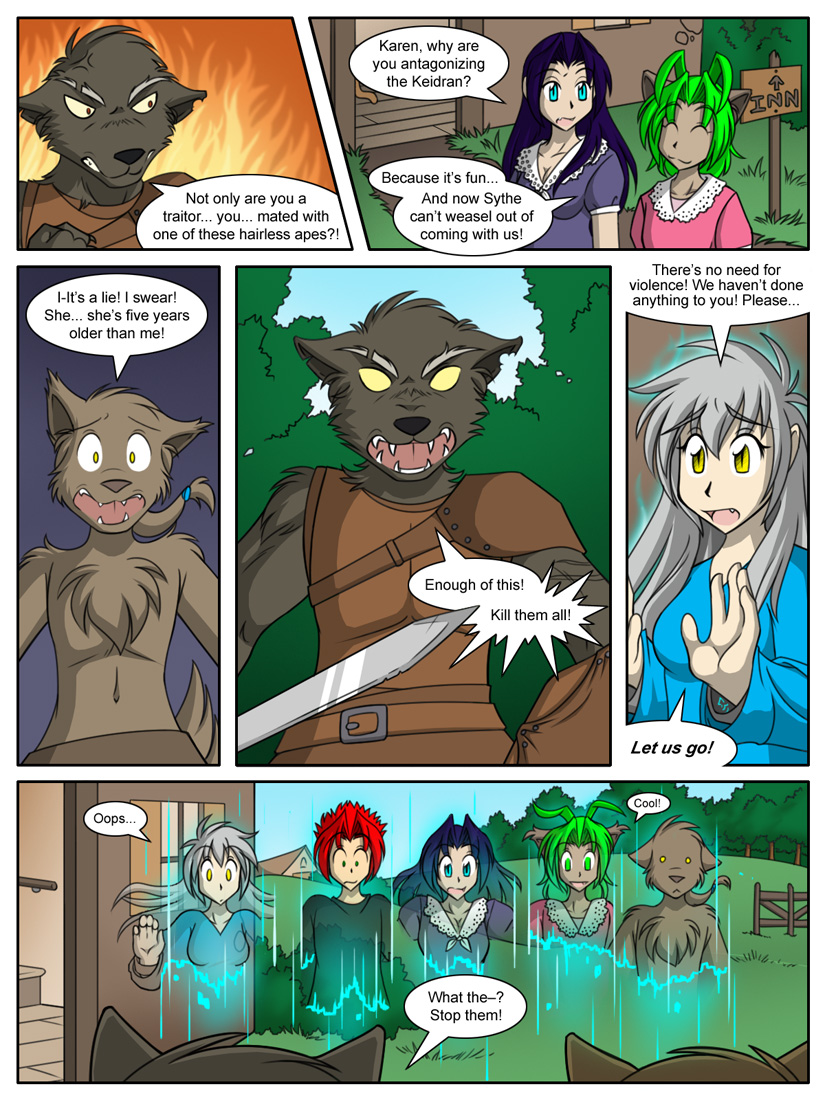 Not only are you a
traitor... you... mated with
one of these hairless apes?!
Karen, why are
you antagonizing
the Keidran?
Because it's fun...
And now Sythe
can't weasel out of
coming with us!
↑
INN
I-It's a lie! I swear!
She... she's five years
older than me!
Enough of this!
Kill them all!
There's no need for
violence! We haven't done
anything to you! Please...
Let us go!
Oops...
Cool!
What the–?
Stop them!